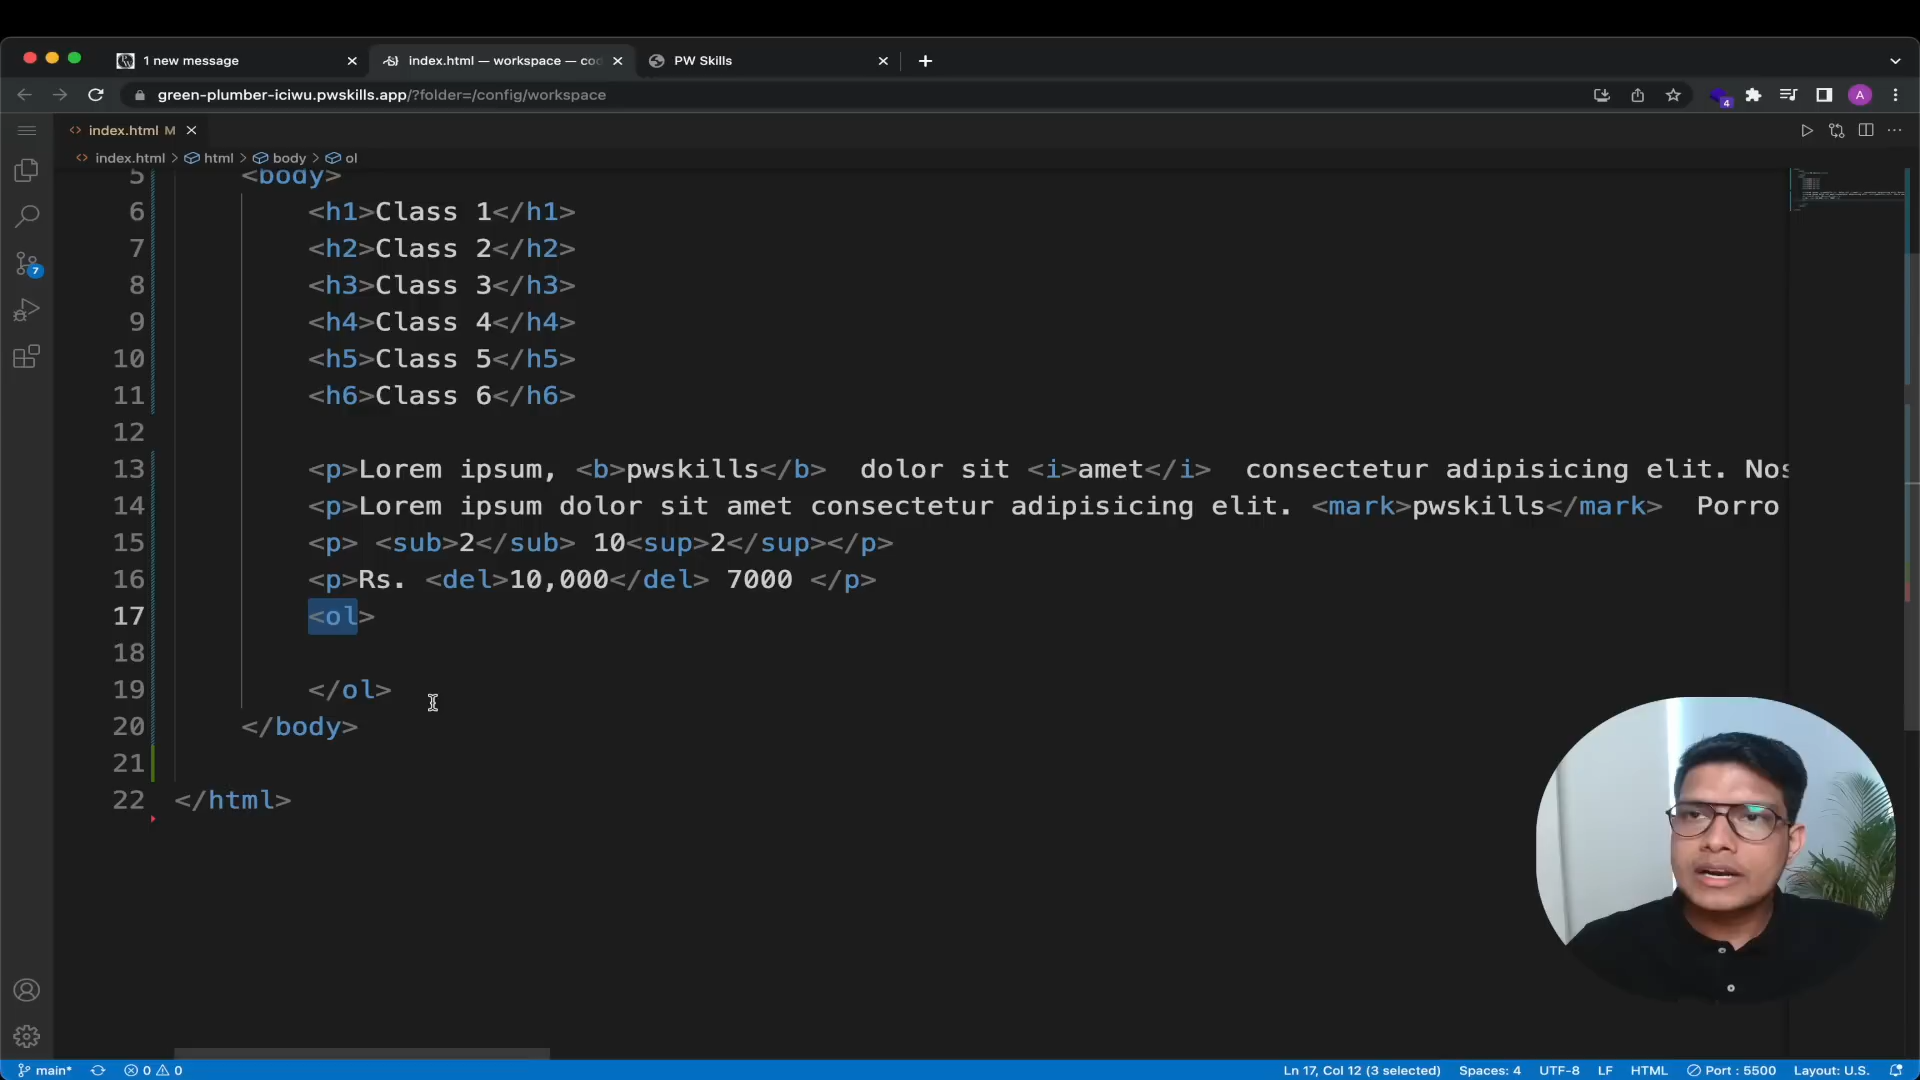 1 new message
index.html — workspace — co
PW Skills
green-plumber-iciwu.pwskills.app/?folder=/config/workspace
4
A
index.html M
index.html > html > body > ol
5 <body>
6 <h1>Class 1</h1>
7 <h2>Class 2</h2>
8 <h3>Class 3</h3>
9 <h4>Class 4</h4>
10 <h5>Class 5</h5>
11 <h6>Class 6</h6>
12
13 <p>Lorem ipsum, <b>pwskills</b> dolor sit <i>amet</i> consectetur adipisicing elit. Nos
14 <p>Lorem ipsum dolor sit amet consectetur adipisicing elit. <mark>pwskills</mark> Porro
15 <p> <sub>2</sub> 10<sup>2</sup></p>
16 <p>Rs. <del>10,000</del> 7000 </p>
17 <ol>
18
19 </ol>
20 </body>
21
22 </html>
7
main* 0 0 Ln 17, Col 12 (3 selected) Spaces: 4 UTF-8 LF HTML Port : 5500 Layout: U.S.